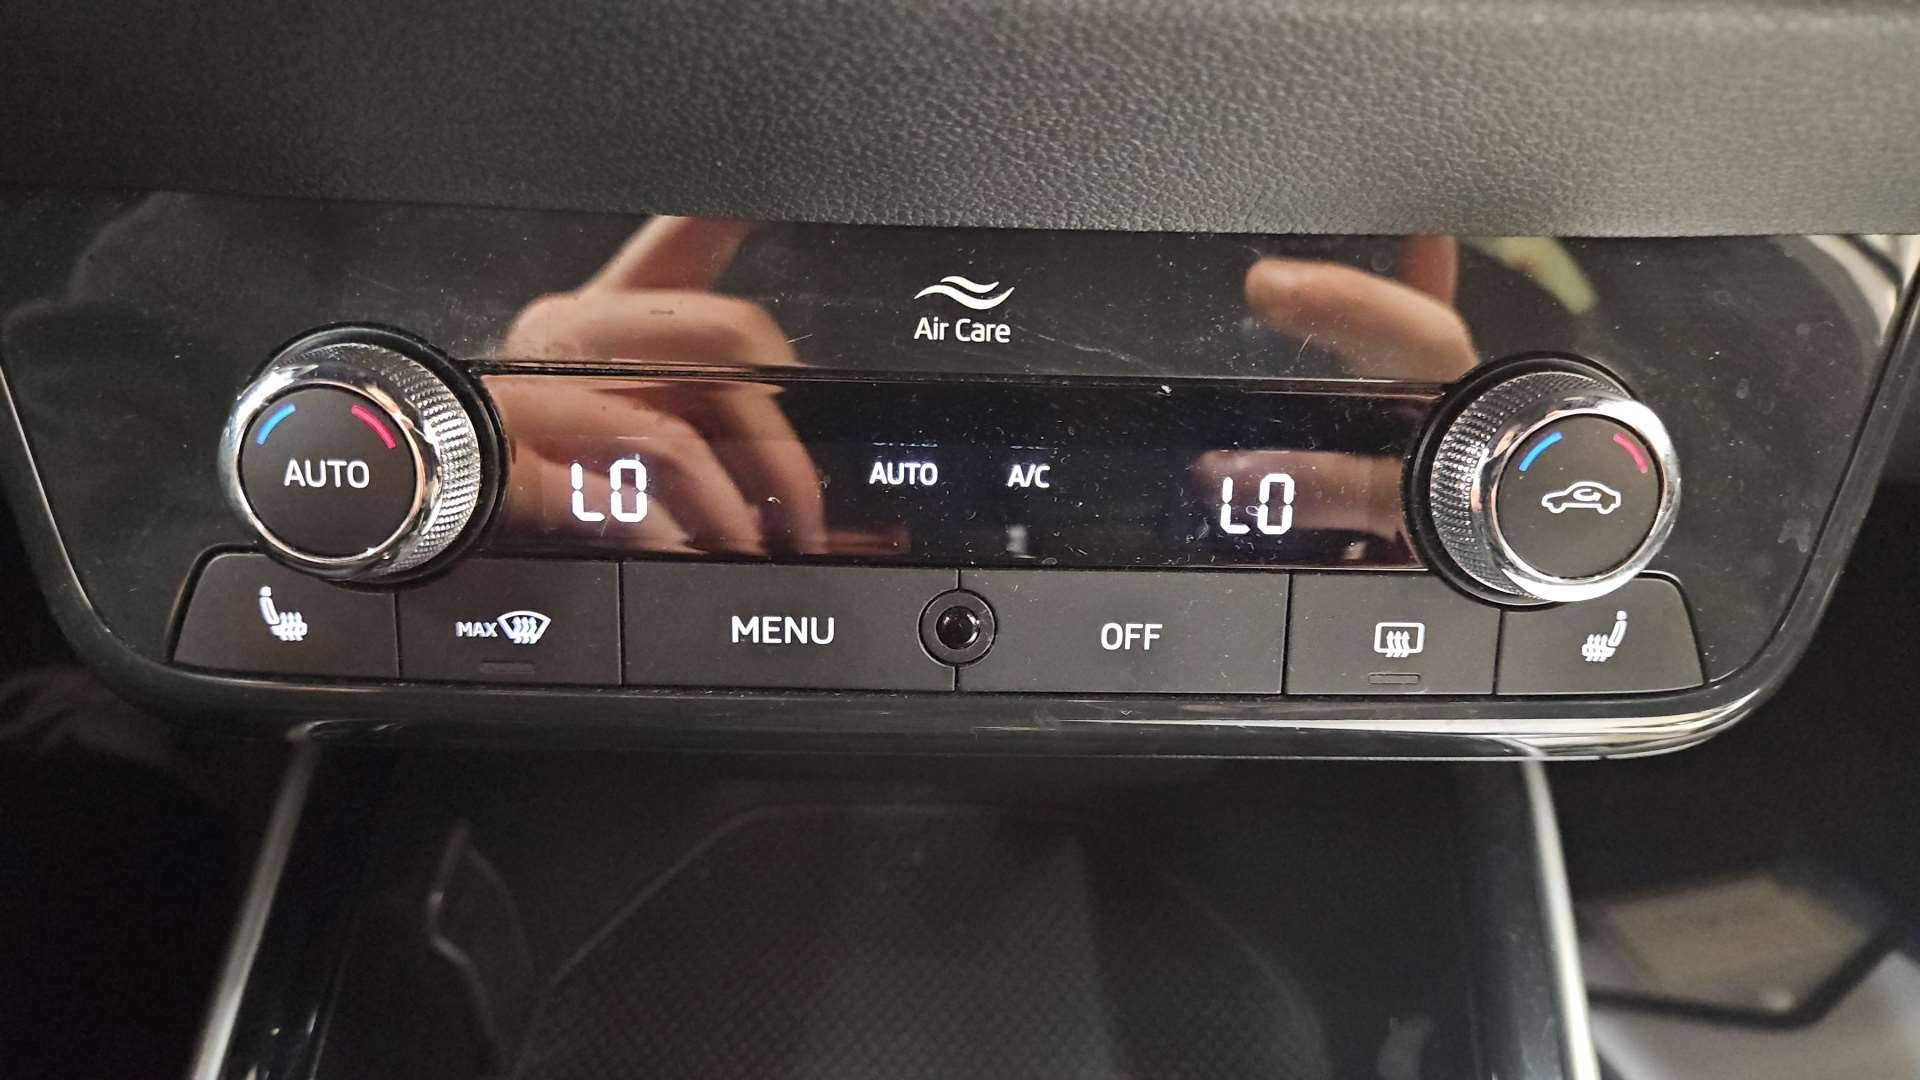 Air Care
AUTO
LO
AUTO
A/C
LO
MAX
MENU
OFF